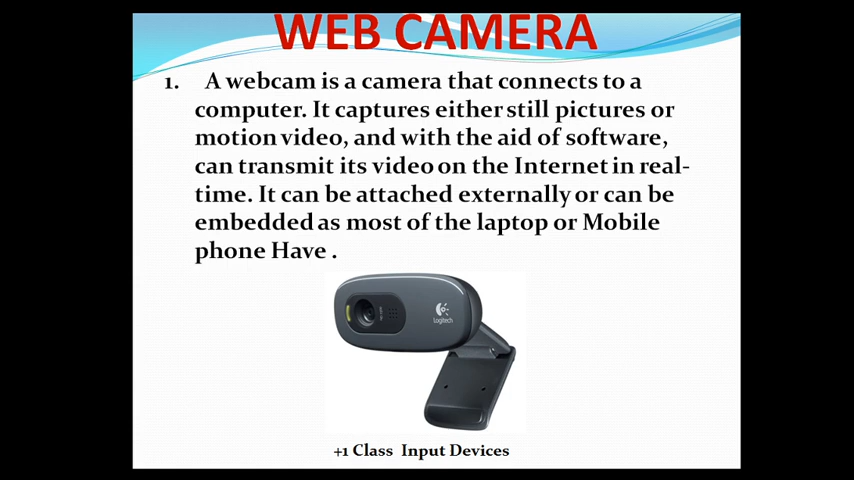 WEB CAMERA
1. A webcam is a camera that connects to a
computer. It captures either still pictures or
motion video, and with the aid of software,
can transmit its video on the Internet in real-
time. It can be attached externally or can be
embedded as most of the laptop or Mobile
phone Have .
Logitech
+1 Class Input Devices